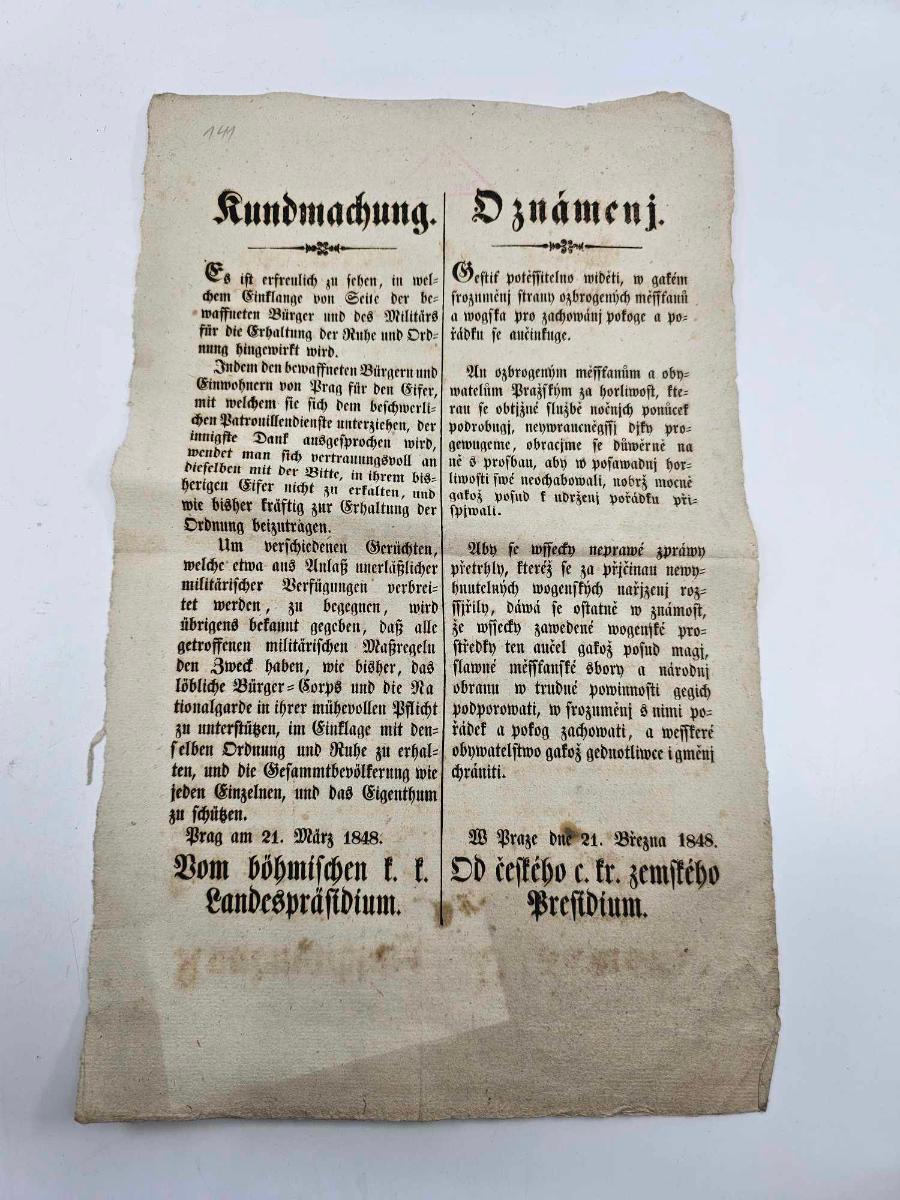 141
Kundmachung.
Es ist erfreulich zu sehen, in wel-
chem Einklange von Seite der be-
waffneten Bürger und des Militärs
für die Erhaltung der Ruhe und Ord-
nung hingewirkt wird.
Indem den bewaffneten Bürgern und
Einwohnern von Prag für den Eifer,
mit welchem sie sich dem beschwerli-
chen Patrouillendienste unterziehen, der
innigste Dank ausgesprochen wird,
wendet man sich vertrauungsvoll an
dieselben mit der Bitte, in ihrem bis-
herigen Eifer nicht zu erkalten, und
wie bisher kräftig zur Erhaltung der
Ordnung beizutragen.
Um verschiedenen Gerüchten,
welche etwa aus Anlaß unerläßlicher
militärischer Verfügungen verbrei-
tet werden, zu begegnen, wird
übrigens bekannt gegeben, daß alle
getroffenen militärischen Maßregeln
den Zweck haben, wie bisher, das
löbliche Bürger-Corps und die Na
tionalgarde in ihrer mühevollen Pflicht
zu unterstützen, im Einklage mit den-
selben Ordnung und Ruhe zu erhal-
ten, und die Gesammtbevölkerung wie
jeden Einzelnen, und das Eigenthum
zu schützen.
Prag am 21. März 1848.
Vom böhmischen k. k.
Landespräsidium.
Oznámenj.
Gestiť potěssitelno widěti, w gakém
srozuměnj strany ozbrogených měssťanů
a wogska pro zachowánj pokoge a po-
řádku se aučinkuge.
An ozbrogeným měssťanům a oby-
watelům Pražským za horliwost, kte-
rau se obtjžné službě nočnjch ponůcek
podrobugj, neywraucněgssj djky pro-
gewugeme, obracjme se důwěrně na
ně s prosbau, aby w posawadnj hor-
liwosti swé neochabowali, nobrž mocně
gakož posud k udrženj pořádku při-
spjwali.
Aby se wssecky neprawé zpráwy
přetrhly, kteréž se za přjčinau newy-
hnutelných wogenských nařjzenj roz-
ssjřily, dáwá se ostatně w známost,
že wssecky zawedené wogenské pro-
středky ten aučel gakož posud magj,
slawné měssťanské sbory a národnj
obranu w trudné powinnosti gegich
podporowati, w srozuměnj s nimi po-
řádek a pokog zachowati, a wesskeré
obywatelstwo gakož gednotliwce i gměnj
chrániti.
W Praze dne 21. Března 1848.
Od českého c. kr. zemského
Presidium.